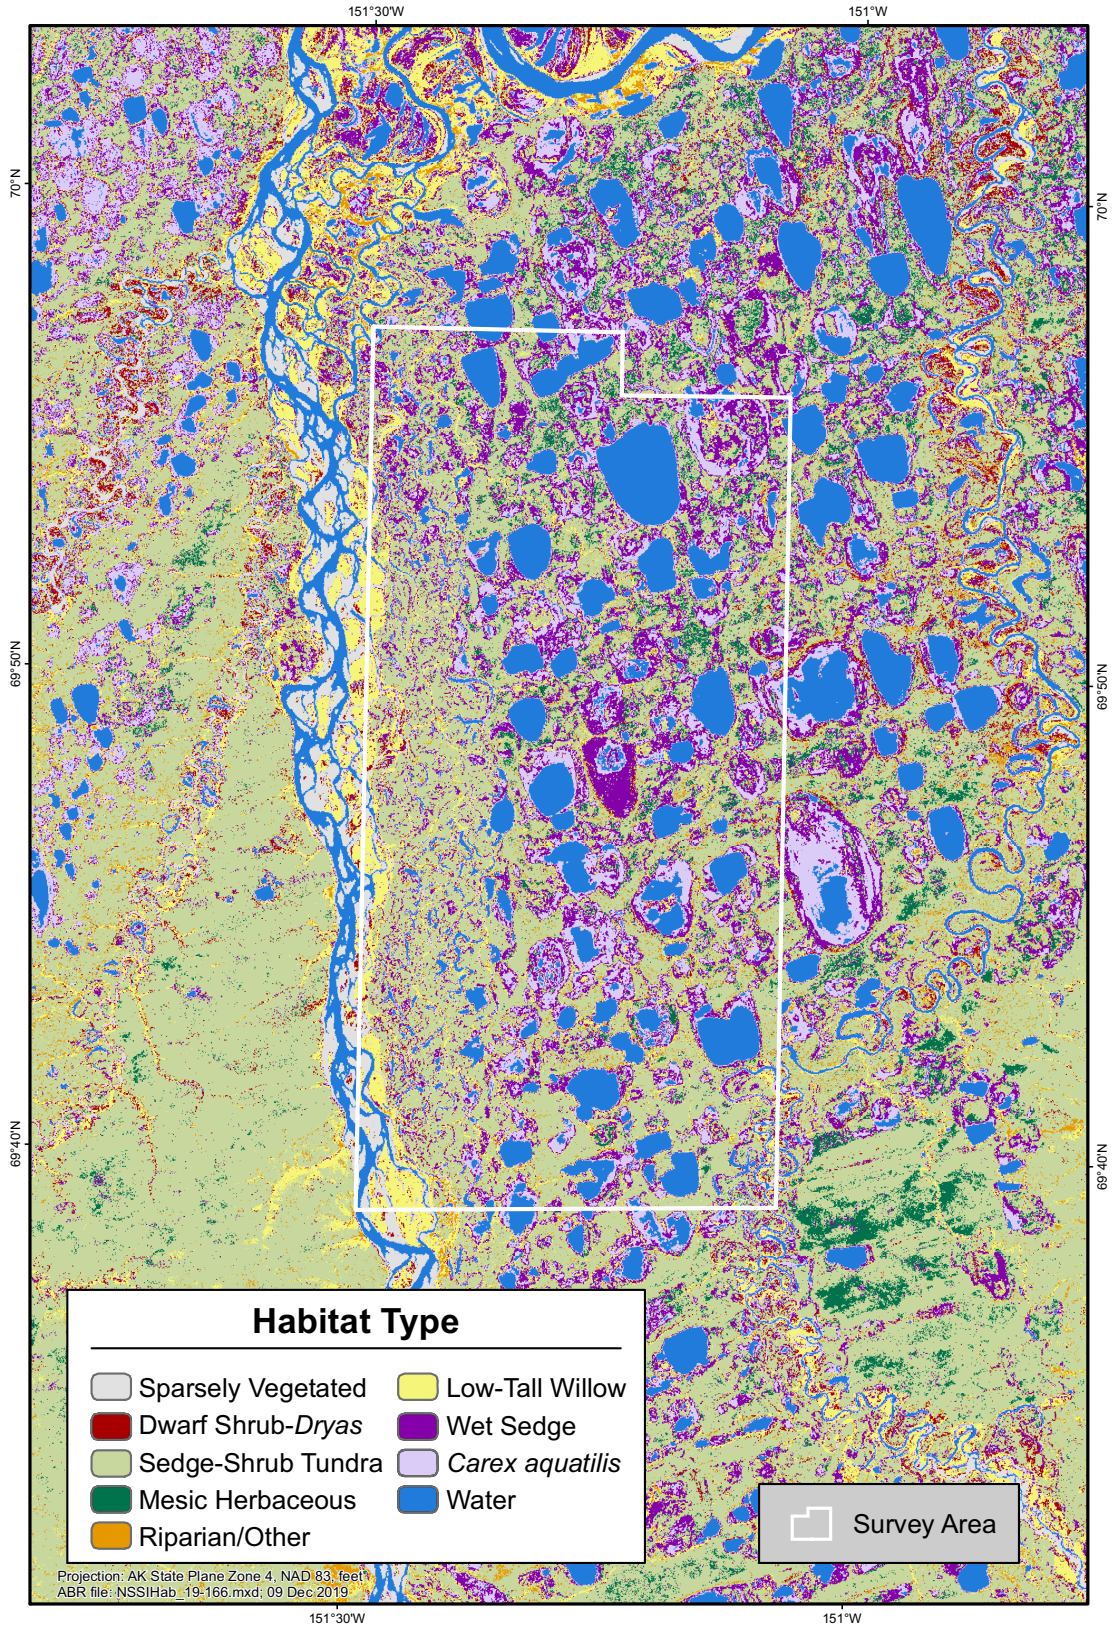 151°30'W 151°W
70°N
70°N
69°50'N
69°50'N
69°40'N
69°40'N
Habitat Type
Sparsely Vegetated
Dwarf Shrub-Dryas
Sedge-Shrub Tundra
Mesic Herbaceous
Riparian/Other
Low-Tall Willow
Wet Sedge
Carex aquatilis
Water
Survey Area
Projection: AK State Plane Zone 4, NAD 83, feet
ABR file: NSSIHab_19-166.mxd; 09 Dec 2019
151°30'W 151°W